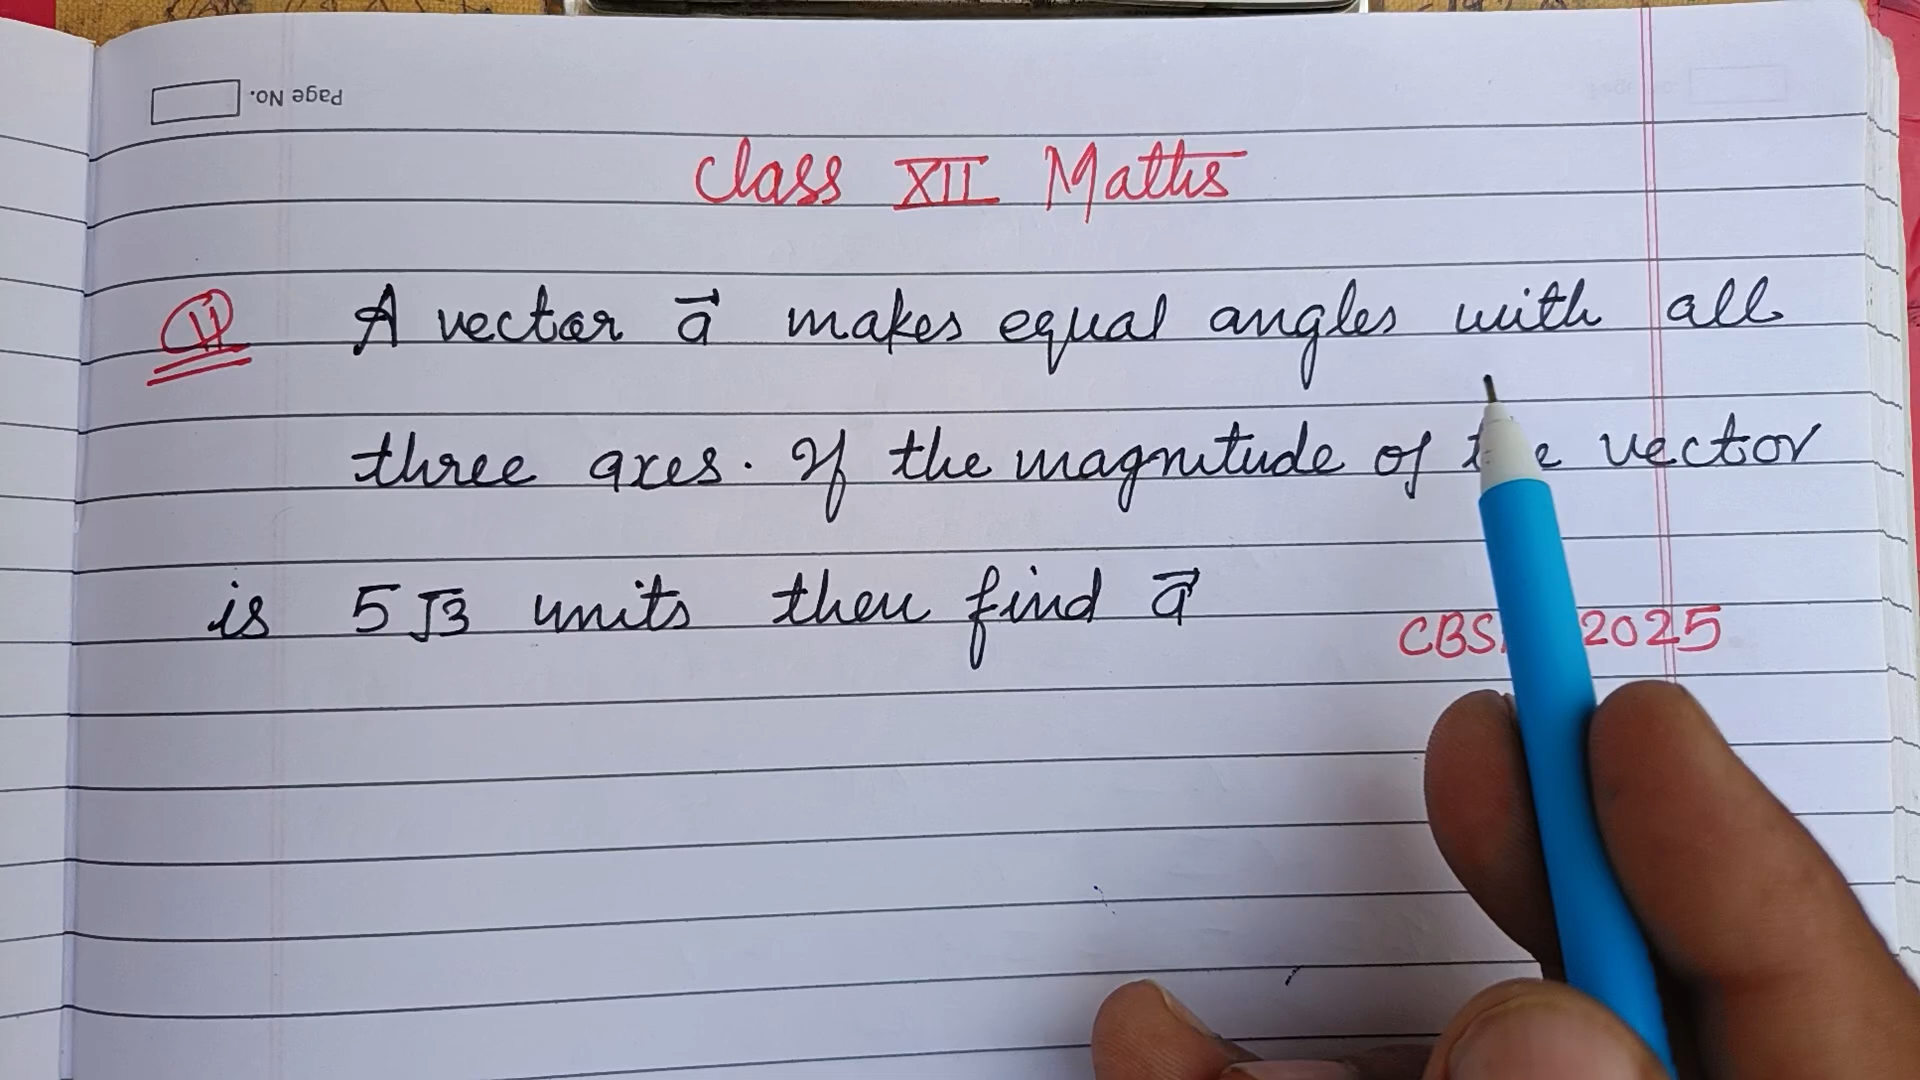 Page No.
Class XII Maths
Q A vector a⃗ makes equal angles with all
three axes. If the magnitude of the vector
is 5√3 units then find a⃗
CBSE 2025